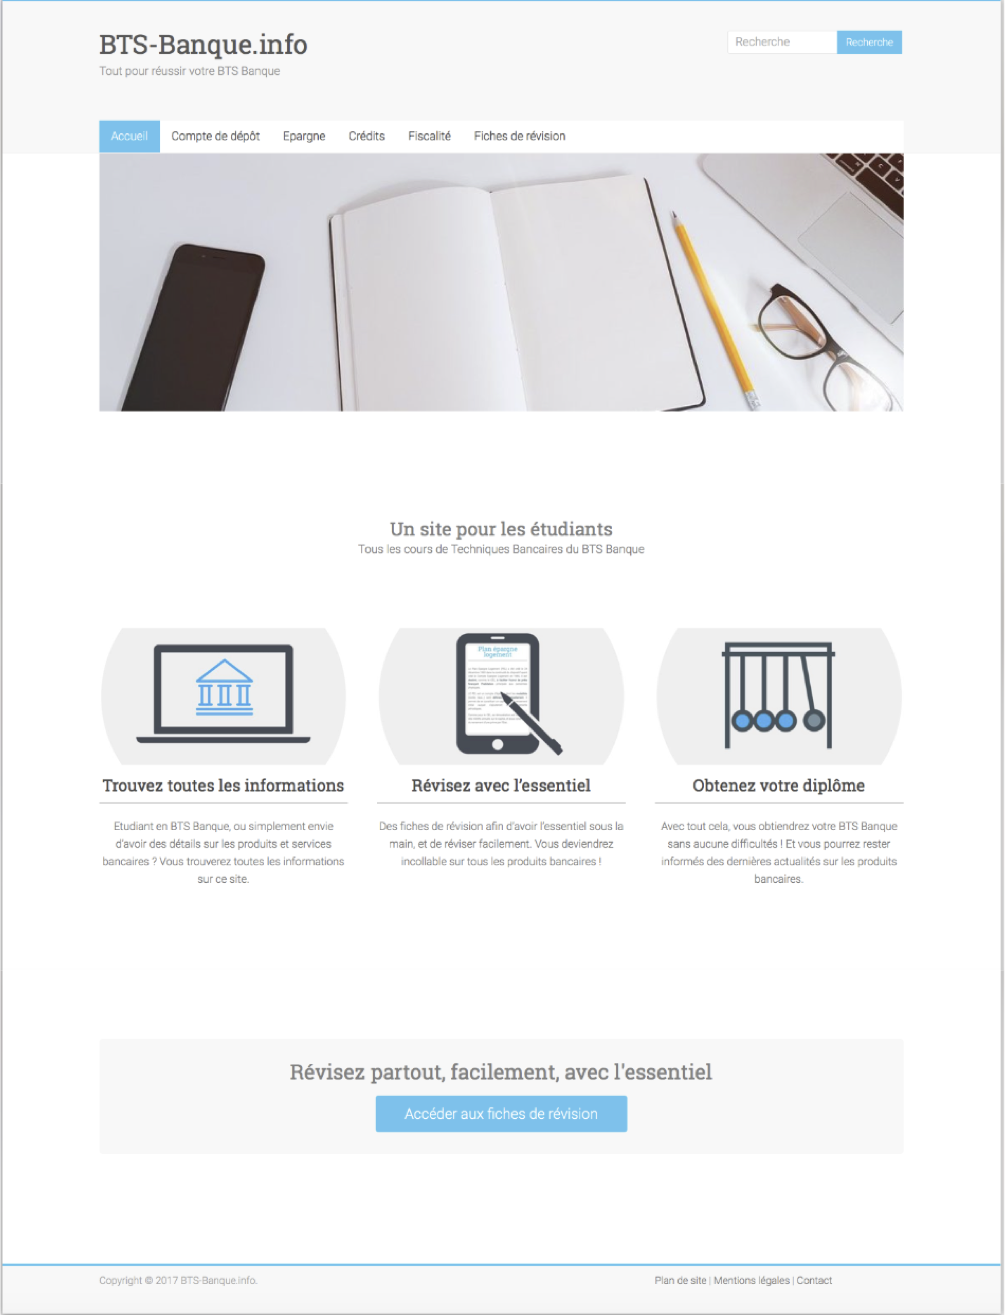 BTS-Banque.info
Tout pour réussir votre BTS Banque
Recherche Recherche
Accueil Compte de dépôt Epargne Crédits Fiscalité Fiches de révision
Un site pour les étudiants
Tous les cours de Techniques Bancaires du BTS Banque
Plan épargne
logement
Trouvez toutes les informations
Etudiant en BTS Banque, ou simplement envie
d'avoir des détails sur les produits et services
bancaires ? Vous trouverez toutes les informations
sur ce site.
Révisez avec l'essentiel
Des fiches de révision afin d'avoir l'essentiel sous la
main, et de réviser facilement. Vous deviendrez
incollable sur tous les produits bancaires !
Obtenez votre diplôme
Avec tout cela, vous obtiendrez votre BTS Banque
sans aucune difficultés ! Et vous pourrez rester
informés des dernières actualités sur les produits
bancaires.
Révisez partout, facilement, avec l'essentiel
Accéder aux fiches de révision
Copyright © 2017 BTS-Banque.info.
Plan de site | Mentions légales | Contact